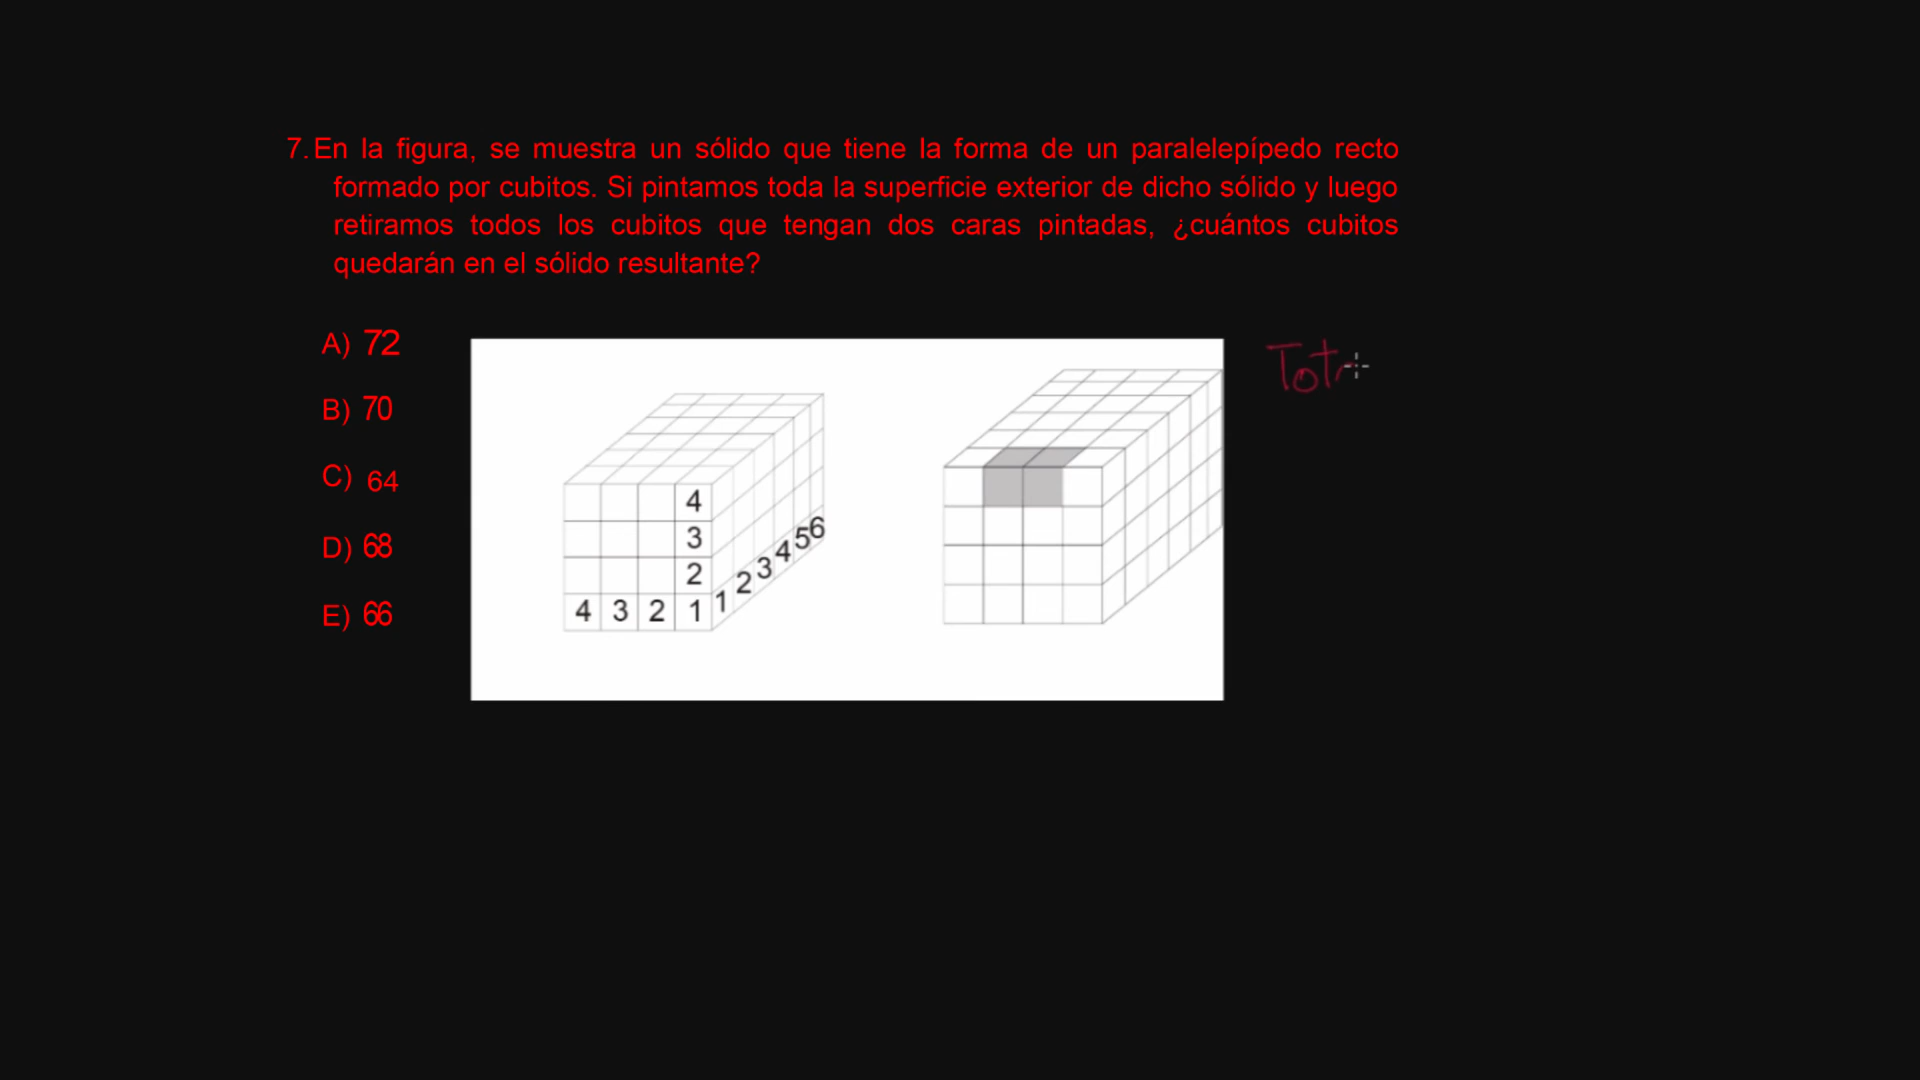 7. En la figura, se muestra un sólido que tiene la forma de un paralelepípedo recto
formado por cubitos. Si pintamos toda la superficie exterior de dicho sólido y luego
retiramos todos los cubitos que tengan dos caras pintadas, ¿cuántos cubitos
quedarán en el sólido resultante?
A) 72
B) 70
C) 64
D) 68
E) 66
4
3
2
4 3 2 1 1 2 3 4 5 6